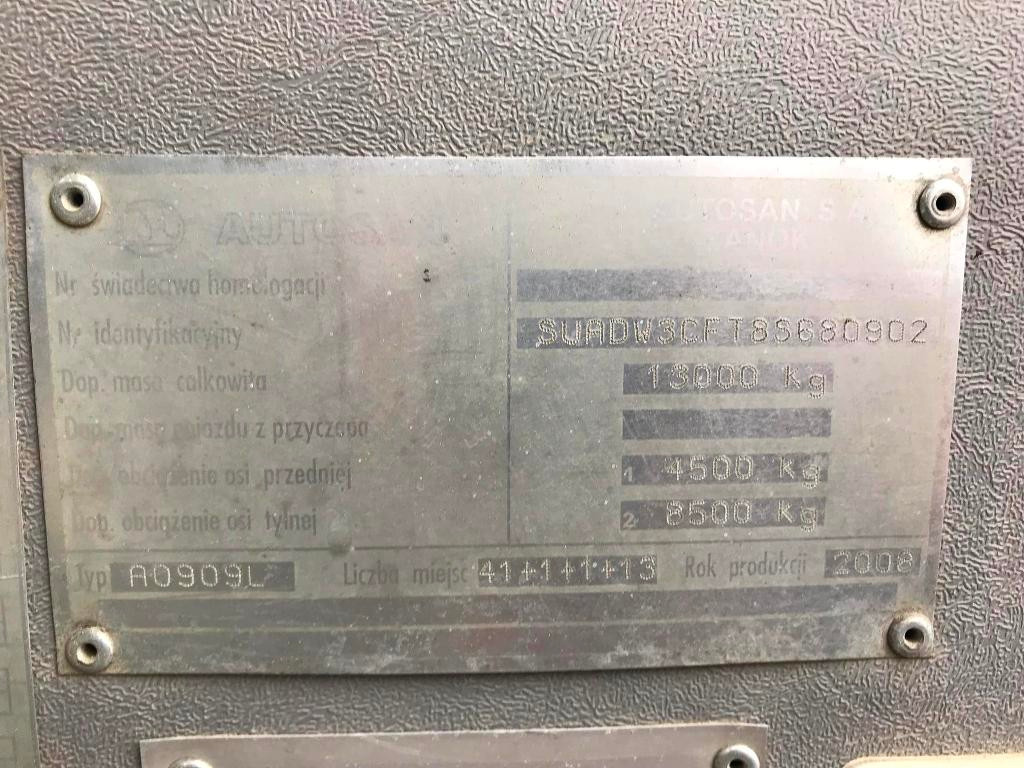 AUTOSAN AUTOSAN S.A.
SANOK
Nr świadectwa homologacji
Nr identyfikacyjny SUADW3CFT8S680902
Dop. masa całkowita 13000 Kg
Dop. masa pojazdu z przyczepą
Dop. obciążenie osi przedniej 1 4500 Kg
Dop. obciążenie osi tylnej 2 8500 Kg
Typ A0909L Liczba miejsc 41+1+1+13 Rok produkcji 2008